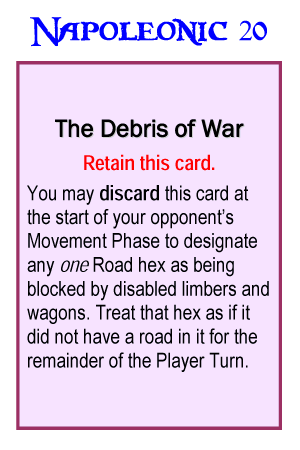 Napoleonic 20
The Debris of War
Retain this card.
You may discard this card at
the start of your opponent's
Movement Phase to designate
any one Road hex as being
blocked by disabled limbers and
wagons. Treat that hex as if it
did not have a road in it for the
remainder of the Player Turn.